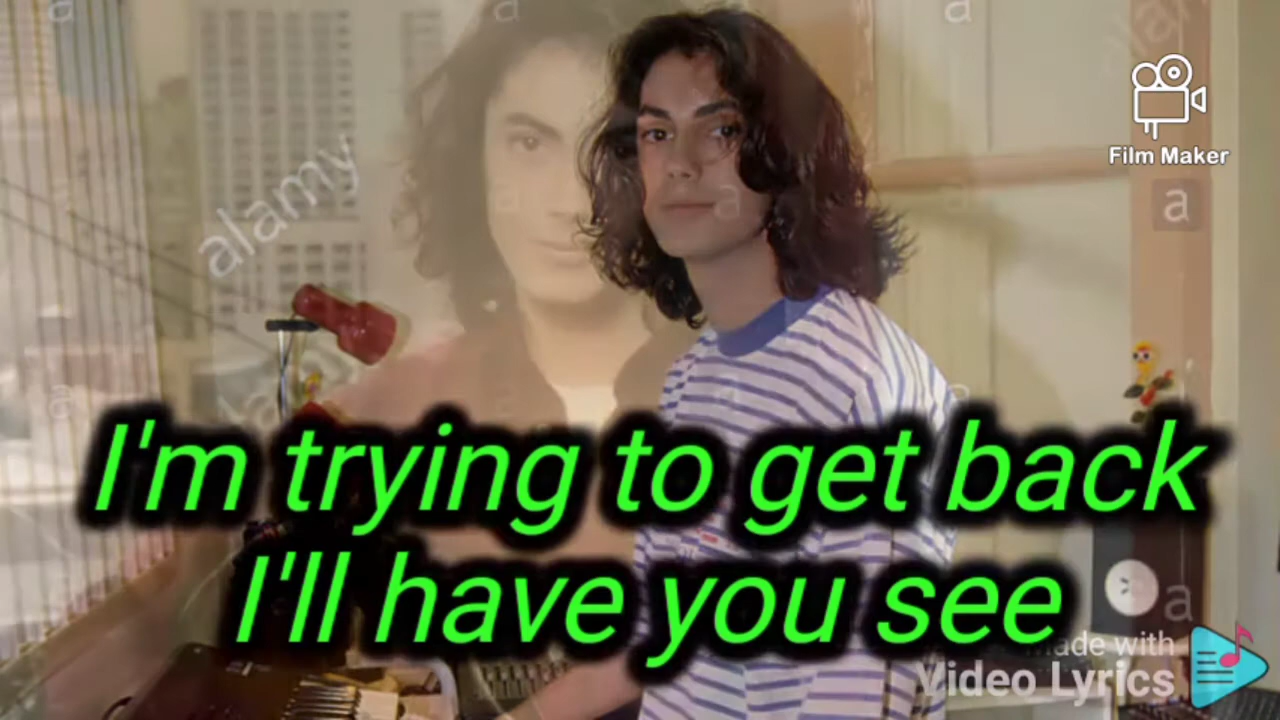 a
a
alamy
Film Maker
a
a
a
a
a
a
a
I'm trying to get back
I'll have you see
a
Made with
Video Lyrics